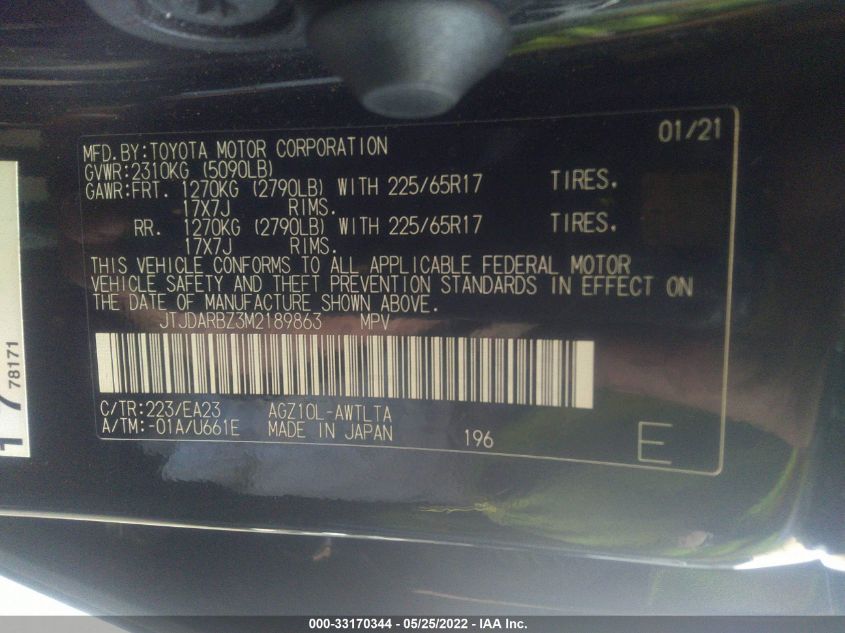 01/21
MFD.BY:TOYOTA MOTOR CORPORATION
GVWR:2310KG (5090LB)
GAWR:FRT. 1270KG (2790LB) WITH 225/65R17 TIRES.
17X7J RIMS.
RR. 1270KG (2790LB) WITH 225/65R17 TIRES.
17X7J RIMS.
THIS VEHICLE CONFORMS TO ALL APPLICABLE FEDERAL MOTOR
VEHICLE SAFETY AND THEFT PREVENTION STANDARDS IN EFFECT ON
THE DATE OF MANUFACTURE SHOWN ABOVE.
JTJDARBZ3M2189863 MPV
C/TR:223/EA23 AGZ10L-AWTLTA
A/TM:-01A/U661E MADE IN JAPAN 196 E
78171
000-33170344 - 05/25/2022 - IAA Inc.